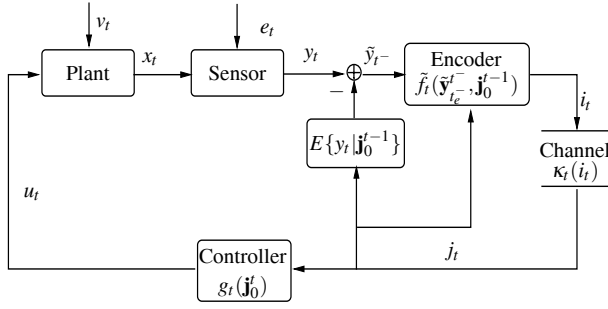 v_t
e_t
x_t
y_t
ỹ_{t^-}
Plant
Sensor
−
Encoder
f̃_t(ỹ_{t_e^-}^{t^-}, j_0^{t-1})
i_t
E{y_t|j_0^{t-1}}
Channel
κ_t(i_t)
u_t
j_t
Controller
g_t(j_0^t)